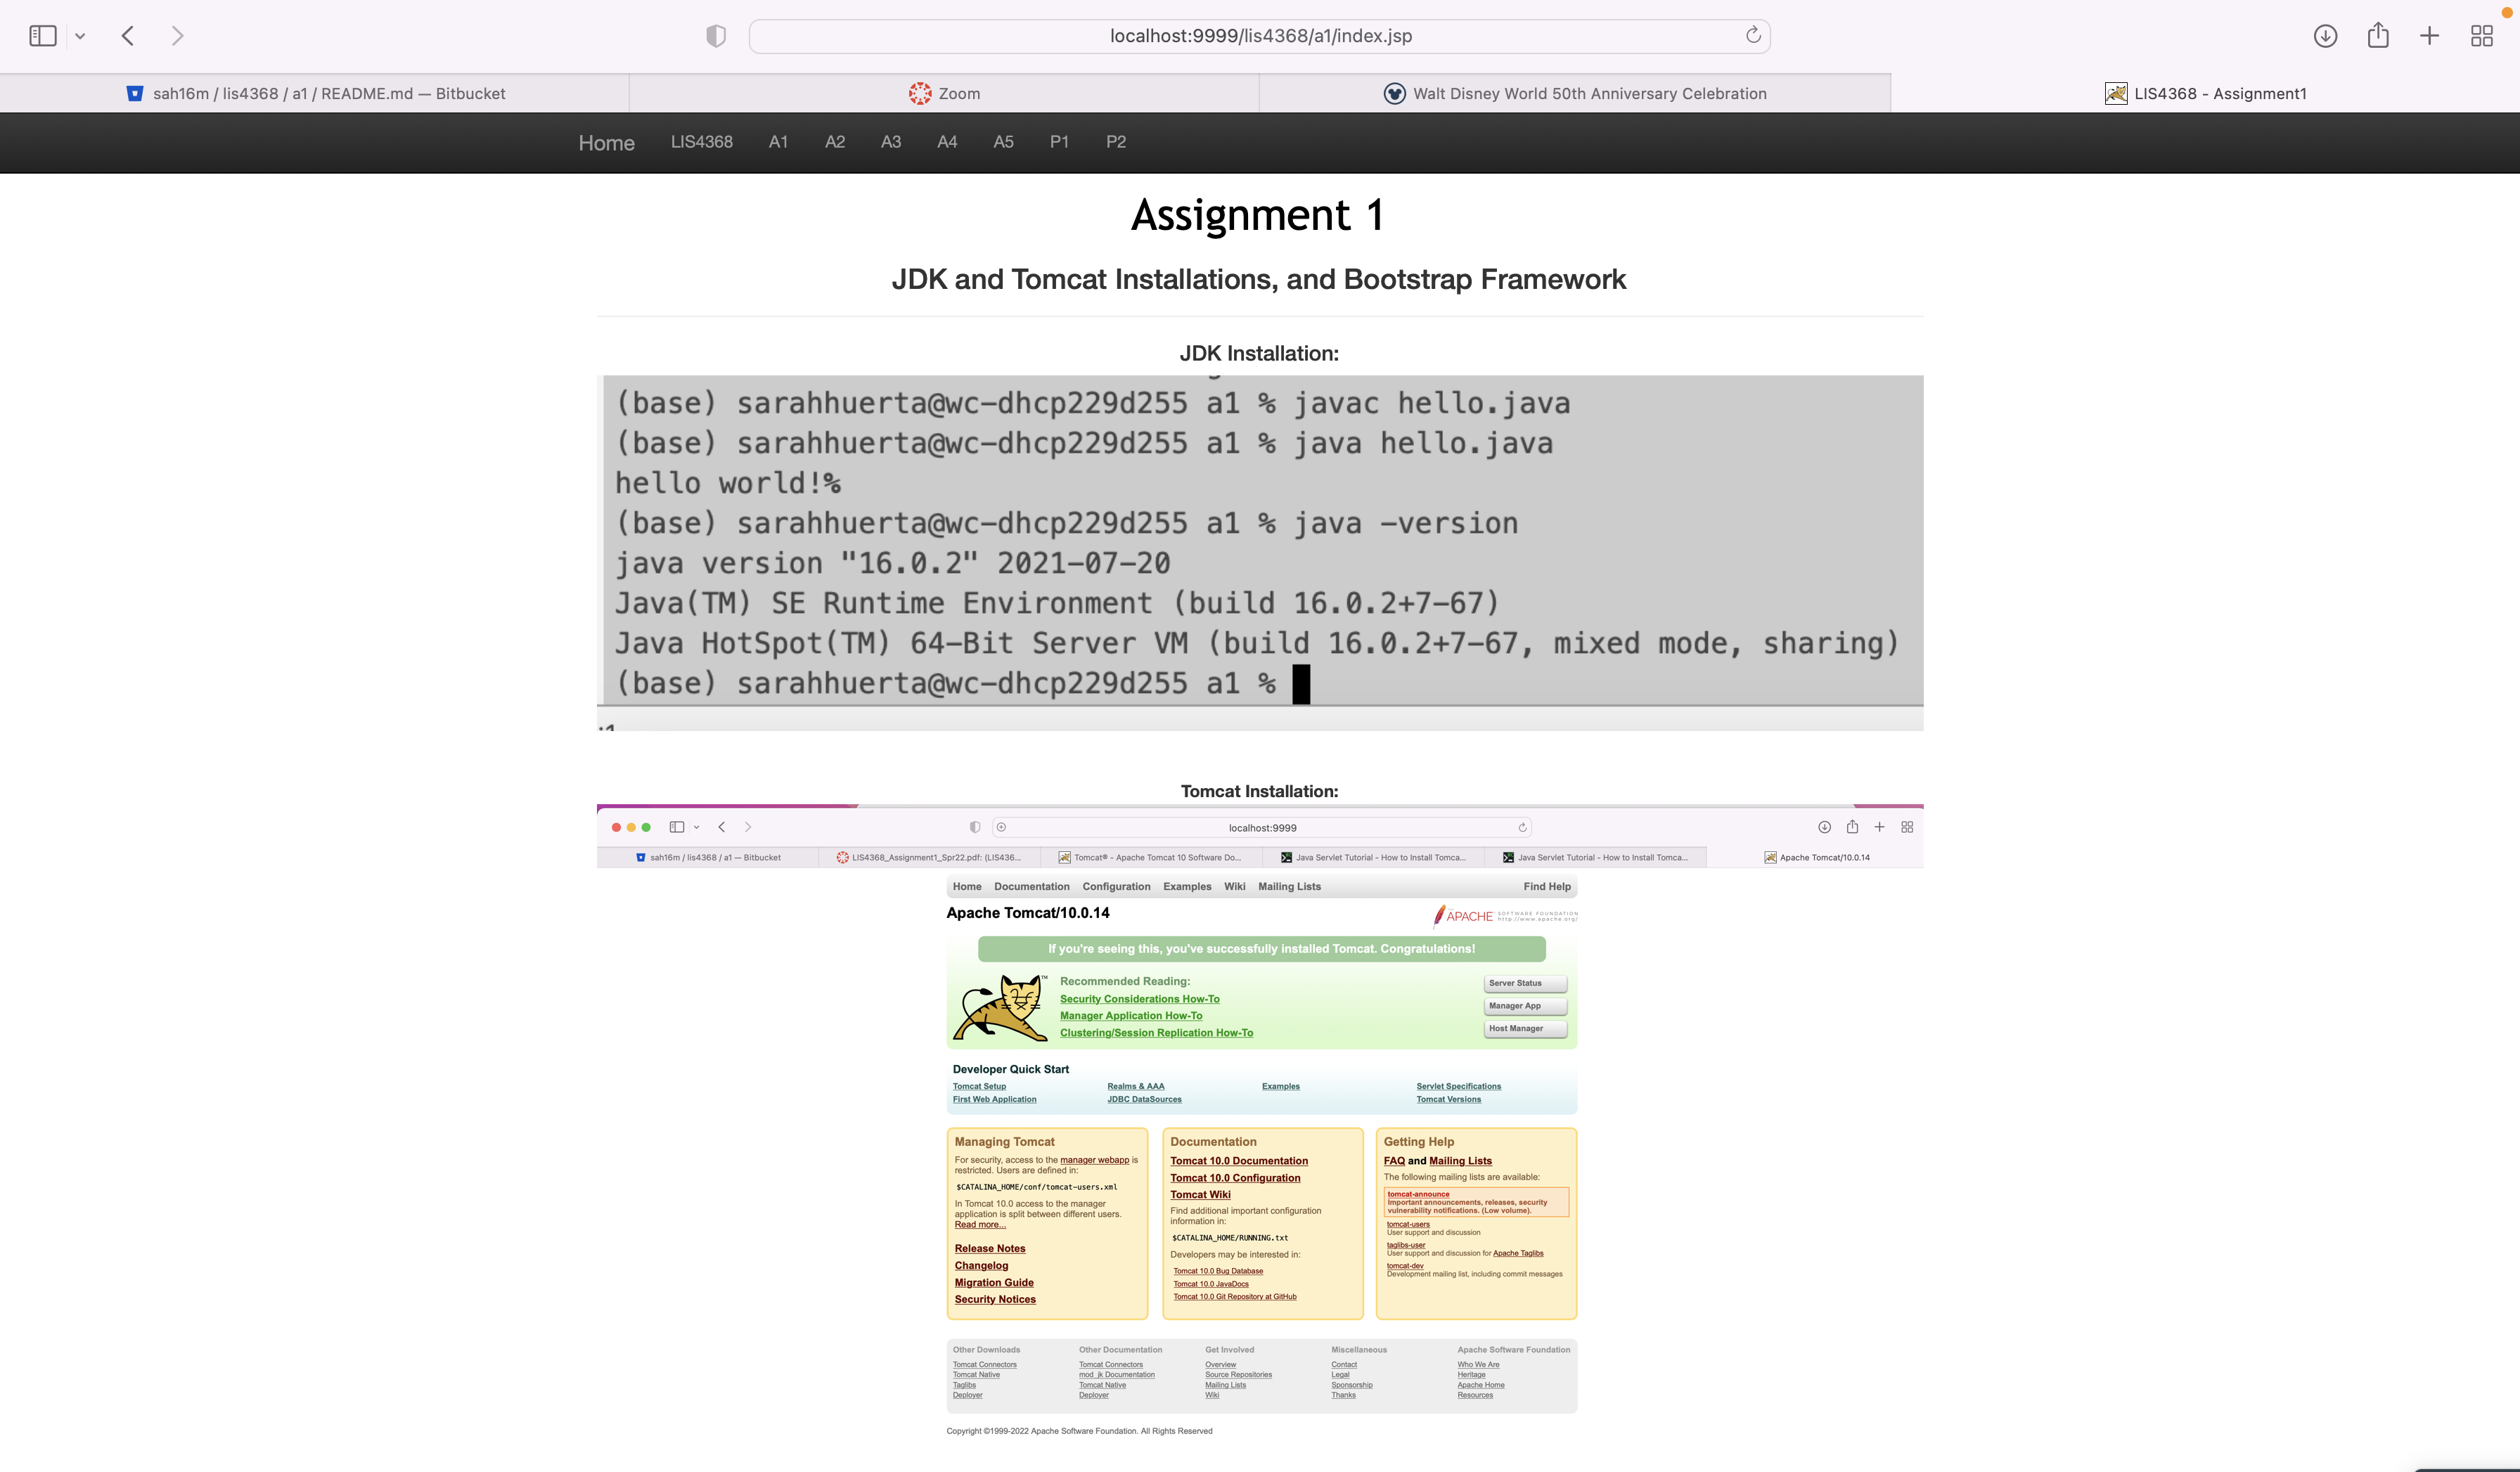 localhost:9999/lis4368/a1/index.jsp
sah16m / lis4368 / a1 / README.md — Bitbucket
Zoom
Walt Disney World 50th Anniversary Celebration
LIS4368 - Assignment1
Home LIS4368 A1 A2 A3 A4 A5 P1 P2
Assignment 1
JDK and Tomcat Installations, and Bootstrap Framework
JDK Installation:
(base) sarahhuerta@wc-dhcp229d255 a1 % javac hello.java
(base) sarahhuerta@wc-dhcp229d255 a1 % java hello.java
hello world!%
(base) sarahhuerta@wc-dhcp229d255 a1 % java -version
java version "16.0.2" 2021-07-20
Java(TM) SE Runtime Environment (build 16.0.2+7-67)
Java HotSpot(TM) 64-Bit Server VM (build 16.0.2+7-67, mixed mode, sharing)
(base) sarahhuerta@wc-dhcp229d255 a1 %
Tomcat Installation:
localhost:9999
sah16m / lis4368 / a1 — Bitbucket
LIS4368_Assignment1_Spr22.pdf: (LIS436...
Tomcat® - Apache Tomcat 10 Software Do...
Java Servlet Tutorial - How to Install Tomca...
Java Servlet Tutorial - How to Install Tomca...
Apache Tomcat/10.0.14
Home Documentation Configuration Examples Wiki Mailing Lists Find Help
Apache Tomcat/10.0.14
APACHE
SOFTWARE FOUNDATION
http://www.apache.org/
If you're seeing this, you've successfully installed Tomcat. Congratulations!
TM
Recommended Reading:
Security Considerations How-To
Manager Application How-To
Clustering/Session Replication How-To
Server Status
Manager App
Host Manager
Developer Quick Start
Tomcat Setup
First Web Application
Realms & AAA
JDBC DataSources
Examples
Servlet Specifications
Tomcat Versions
Managing Tomcat
For security, access to the manager webapp is
restricted. Users are defined in:
$CATALINA_HOME/conf/tomcat-users.xml
In Tomcat 10.0 access to the manager
application is split between different users.
Read more...
Release Notes
Changelog
Migration Guide
Security Notices
Documentation
Tomcat 10.0 Documentation
Tomcat 10.0 Configuration
Tomcat Wiki
Find additional important configuration
information in:
$CATALINA_HOME/RUNNING.txt
Developers may be interested in:
Tomcat 10.0 Bug Database
Tomcat 10.0 JavaDocs
Tomcat 10.0 Git Repository at GitHub
Getting Help
FAQ and Mailing Lists
The following mailing lists are available:
tomcat-announce
Important announcements, releases, security
vulnerability notifications. (Low volume).
tomcat-users
User support and discussion
taglibs-user
User support and discussion for Apache Taglibs
tomcat-dev
Development mailing list, including commit messages
Other Downloads
Tomcat Connectors
Tomcat Native
Taglibs
Deployer
Other Documentation
Tomcat Connectors
mod_jk Documentation
Tomcat Native
Deployer
Get Involved
Overview
Source Repositories
Mailing Lists
Wiki
Miscellaneous
Contact
Legal
Sponsorship
Thanks
Apache Software Foundation
Who We Are
Heritage
Apache Home
Resources
Copyright ©1999-2022 Apache Software Foundation. All Rights Reserved